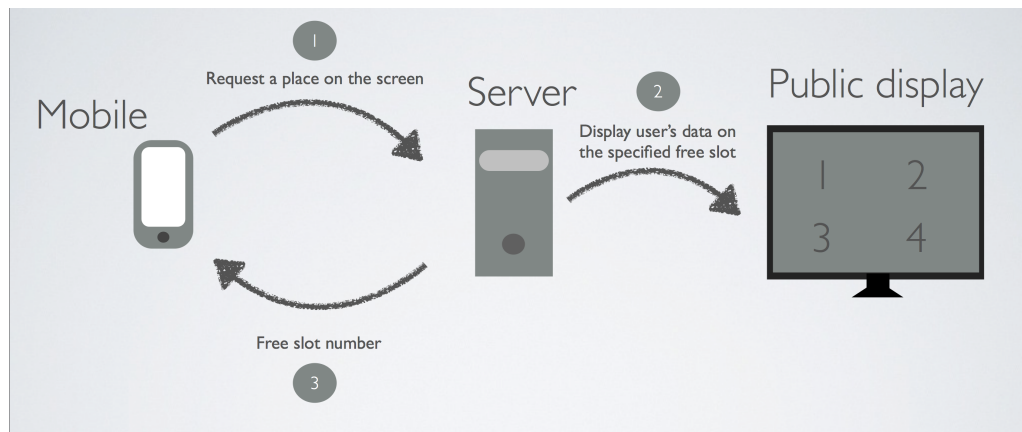 1
Request a place on the screen
Mobile
Server
2
Display user's data on
the specified free slot
Public display
1 2
3 4
Free slot number
3